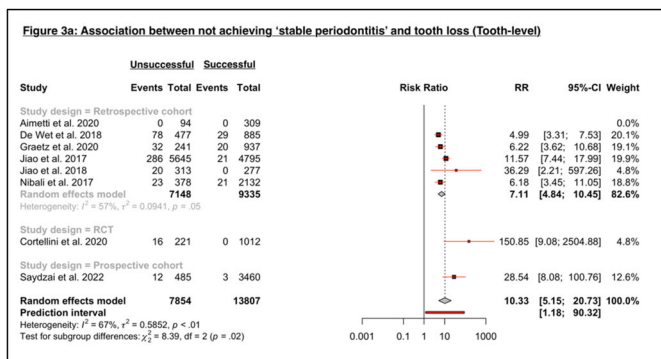 Figure 3a: Association between not achieving ‘stable periodontitis’ and tooth loss (Tooth-level)
Unsuccessful Successful
Study Events Total Events Total Risk Ratio RR 95%-CI Weight
Study design = Retrospective cohort
Aimetti et al. 2020 0 94 0 309 0.0%
De Wet et al. 2018 78 477 29 885 4.99 [3.31; 7.53] 20.1%
Graetz et al. 2020 32 241 20 937 6.22 [3.62; 10.68] 19.1%
Jiao et al. 2017 286 5645 21 4795 11.57 [7.44; 17.99] 19.9%
Jiao et al. 2018 20 313 0 277 36.29 [2.21; 597.26] 4.8%
Nibali et al. 2017 23 378 21 2132 6.18 [3.45; 11.05] 18.8%
Random effects model 7148 9335 7.11 [4.84; 10.45] 82.6%
Heterogeneity: I² = 57%, τ² = 0.0941, p = .05
Study design = RCT
Cortellini et al. 2020 16 221 0 1012 150.85 [9.08; 2504.88] 4.8%
Study design = Prospective cohort
Saydzai et al. 2022 12 485 3 3460 28.54 [8.08; 100.76] 12.6%
Random effects model 7854 13807 10.33 [5.15; 20.73] 100.0%
Prediction interval [1.18; 90.32]
Heterogeneity: I² = 67%, τ² = 0.5852, p < .01
Test for subgroup differences: χ²₂ = 8.39, df = 2 (p = .02)
0.001 0.1 1 10 1000